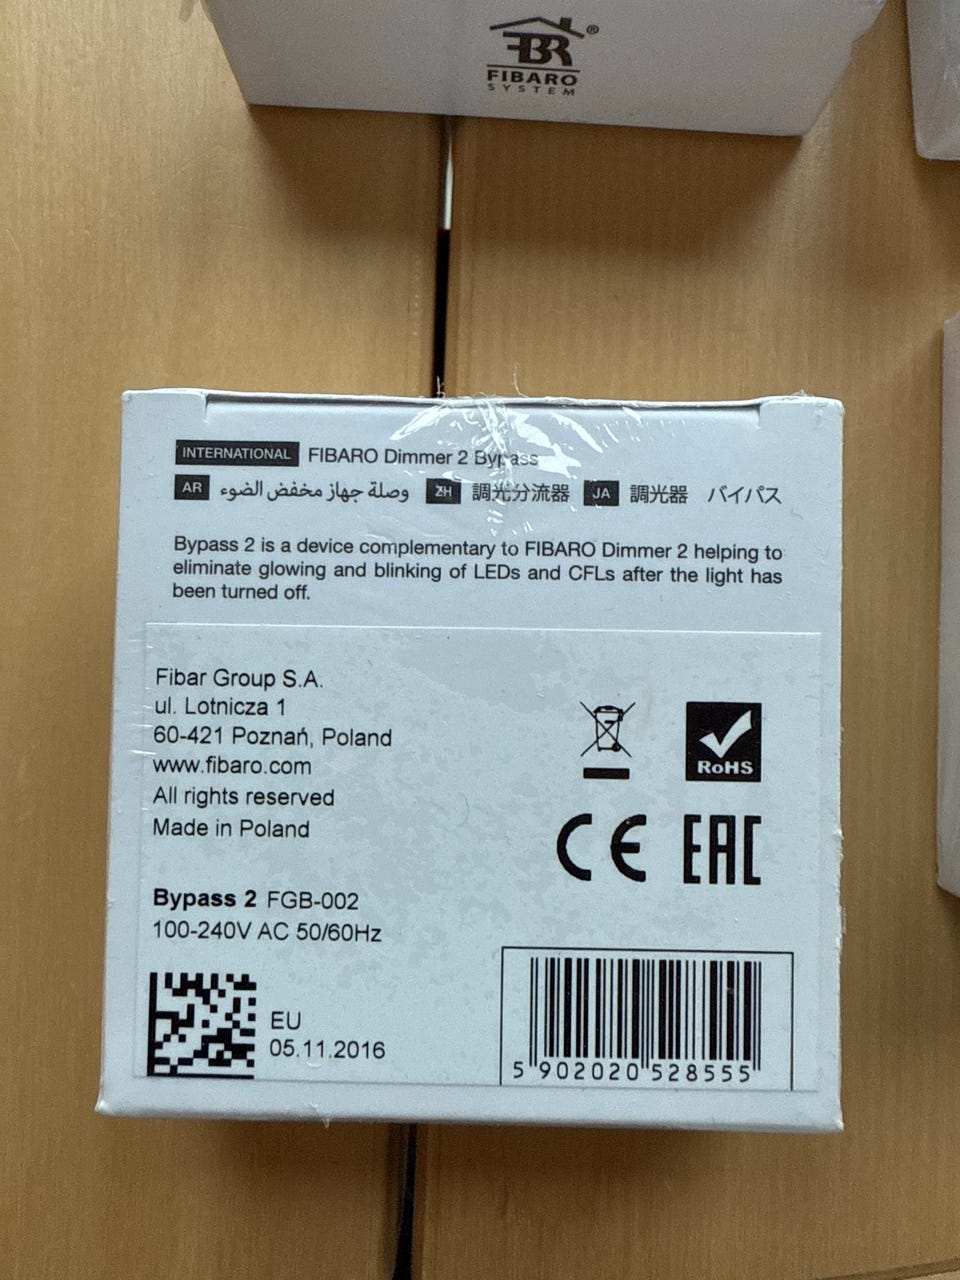 FBR®
FIBARO
SYSTEM
INTERNATIONAL FIBARO Dimmer 2 Bypass
AR وصلة جهاز مخفض الضوء ZH 調光分流器 JA 調光器 バイパス
Bypass 2 is a device complementary to FIBARO Dimmer 2 helping to
eliminate glowing and blinking of LEDs and CFLs after the light has
been turned off.
Fibar Group S.A.
ul. Lotnicza 1
60-421 Poznań, Poland
www.fibaro.com
All rights reserved
Made in Poland
RoHS
CE EAC
Bypass 2 FGB-002
100-240V AC 50/60Hz
EU
05.11.2016
5 902020 528555